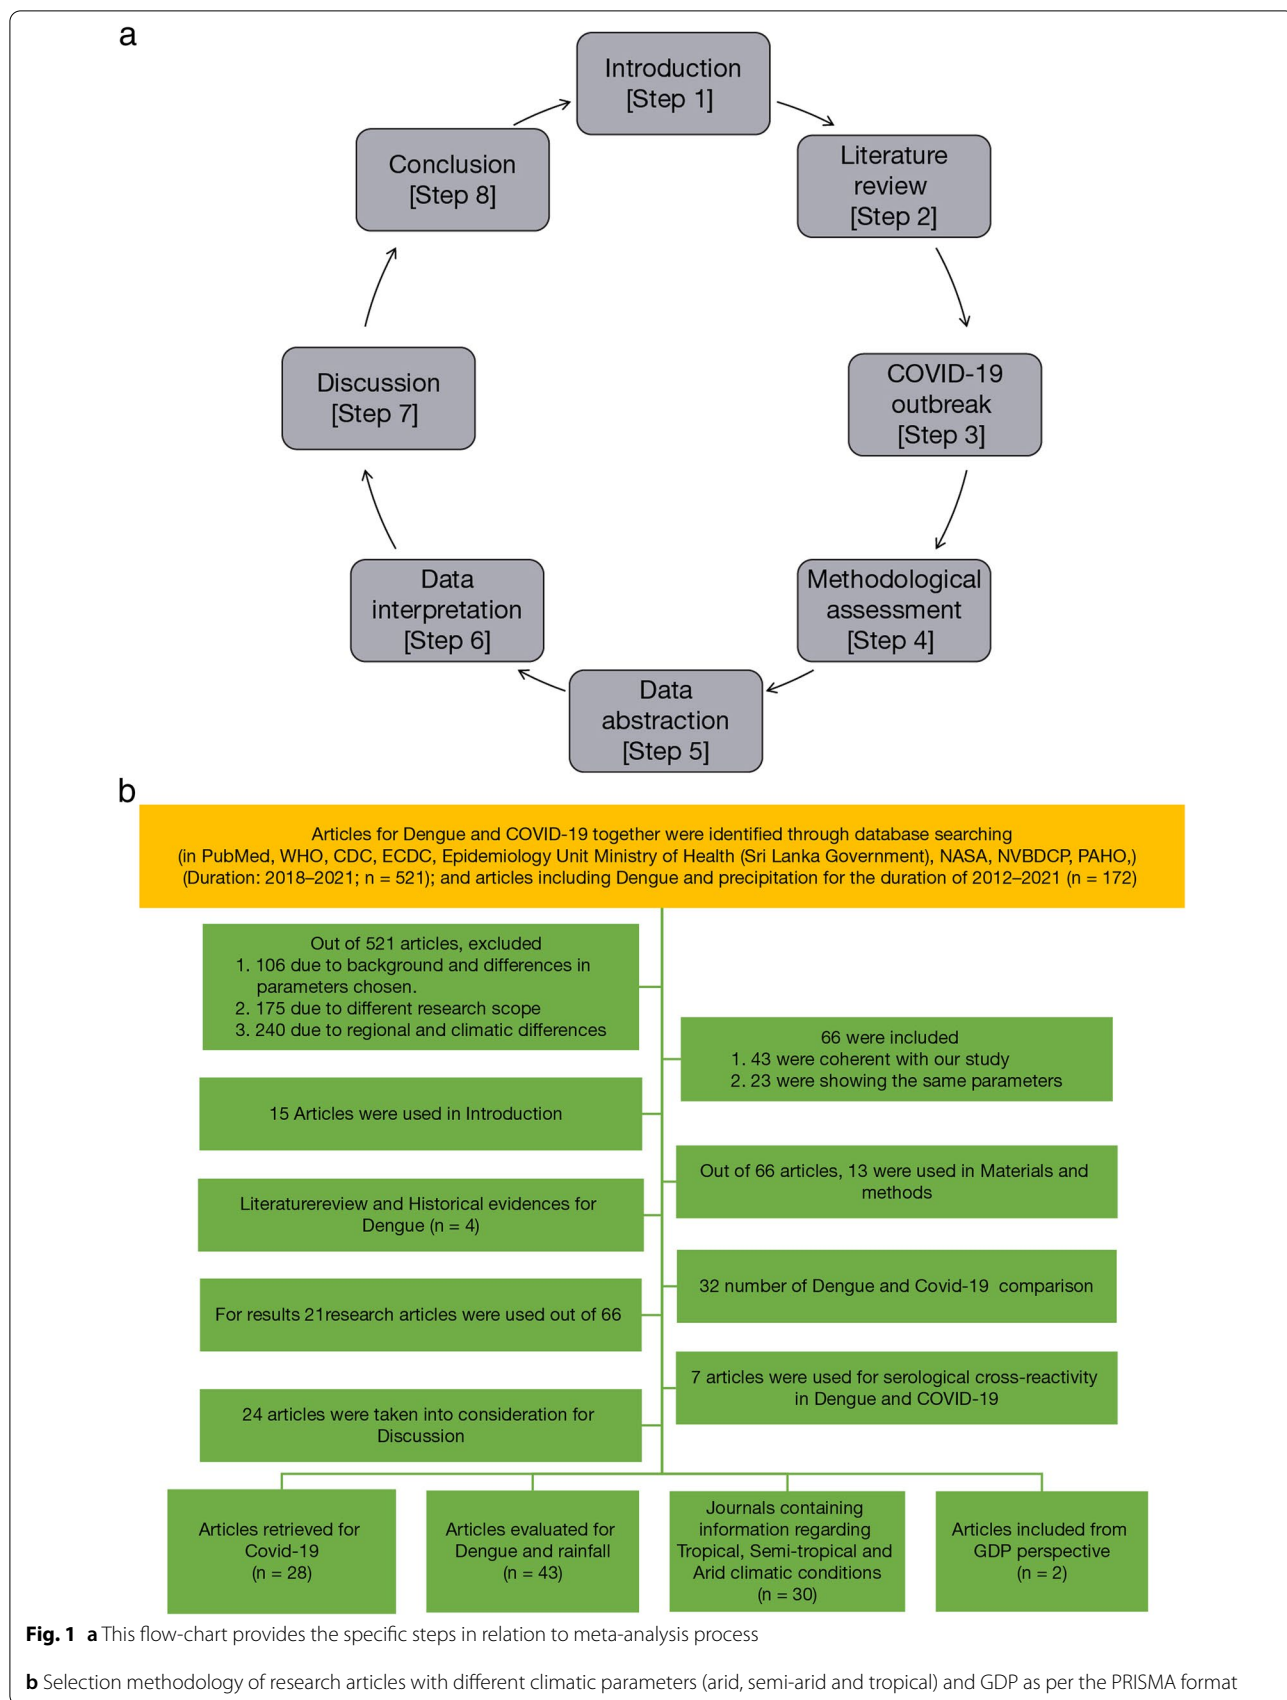 a
Introduction
[Step 1]
Literature
review
[Step 2]
COVID-19
outbreak
[Step 3]
Methodological
assessment
[Step 4]
Data
abstraction
[Step 5]
Data
interpretation
[Step 6]
Discussion
[Step 7]
Conclusion
[Step 8]
b
Articles for Dengue and COVID-19 together were identified through database searching
(in PubMed, WHO, CDC, ECDC, Epidemiology Unit Ministry of Health (Sri Lanka Government), NASA, NVBDCP, PAHO,)
(Duration: 2018–2021; n = 521); and articles including Dengue and precipitation for the duration of 2012–2021 (n = 172)
Out of 521 articles, excluded
1. 106 due to background and differences in
parameters chosen.
2. 175 due to different research scope
3. 240 due to regional and climatic differences
66 were included
1. 43 were coherent with our study
2. 23 were showing the same parameters
15 Articles were used in Introduction
Out of 66 articles, 13 were used in Materials and
methods
Literaturereview and Historical evidences for
Dengue (n = 4)
32 number of Dengue and Covid-19 comparison
For results 21research articles were used out of 66
7 articles were used for serological cross-reactivity
in Dengue and COVID-19
24 articles were taken into consideration for
Discussion
Articles retrieved for
Covid-19
(n = 28)
Articles evaluated for
Dengue and rainfall
(n = 43)
Journals containing
information regarding
Tropical, Semi-tropical and
Arid climatic conditions
(n = 30)
Articles included from
GDP perspective
(n = 2)
Fig. 1 a This flow-chart provides the specific steps in relation to meta-analysis process
b Selection methodology of research articles with different climatic parameters (arid, semi-arid and tropical) and GDP as per the PRISMA format